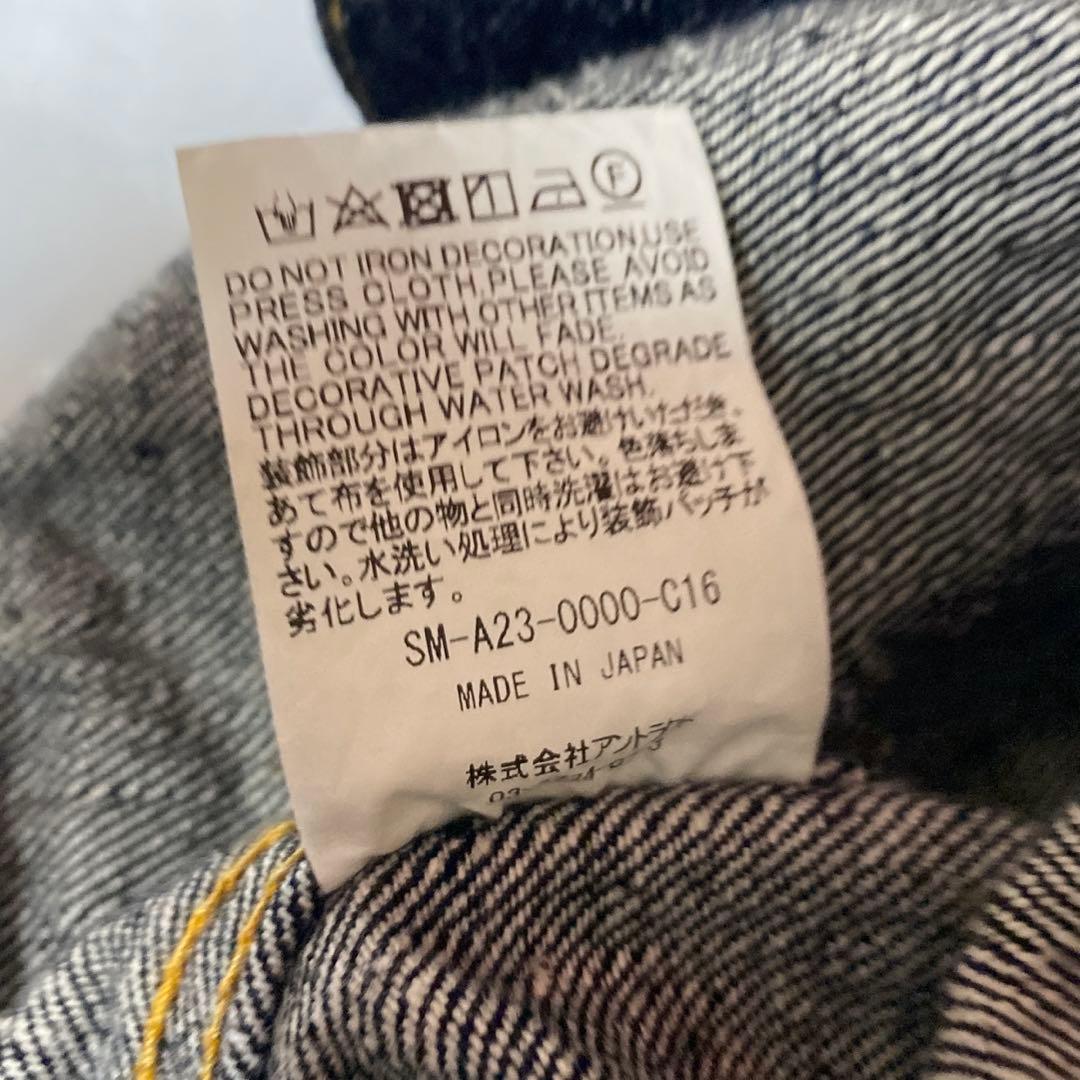 F
DO NOT IRON DECORATION.USE
PRESS CLOTH.PLEASE AVOID
WASHING WITH OTHER ITEMS AS
THE COLOR WILL FADE.
DECORATIVE PATCH DEGRADE
THROUGH WATER WASH.
装飾部分はアイロンをお避けいただき、
あて布を使用して下さい。色落ちしま
すので他の物と同時洗濯はお避け下
さい。水洗い処理により装飾パッチが
劣化します。
SM-A23-0000-C16
MADE IN JAPAN
株式会社
03